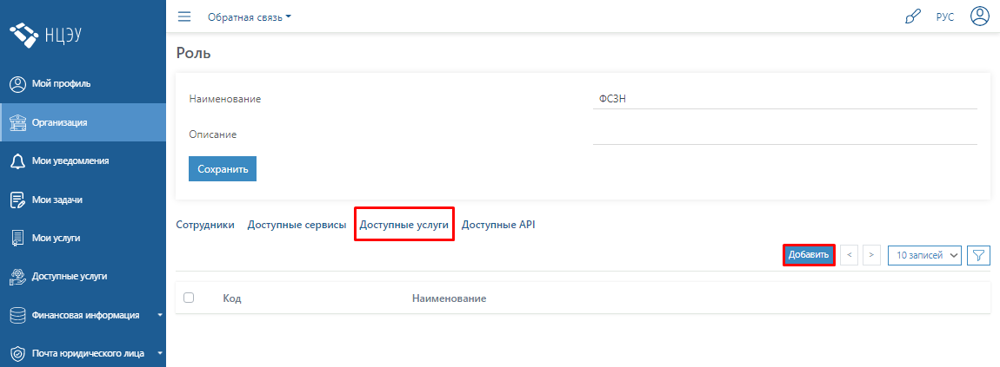 НЦЭУ
Обратная связь
РУС
Роль
Мой профиль
Организация
Мои уведомления
Мои задачи
Мои услуги
Доступные услуги
Финансовая информация
Почта юридического лица
Наименование
ФСЗН
Описание
Сохранить
Сотрудники Доступные сервисы Доступные услуги Доступные API
Добавить < > 10 записей
Код Наименование